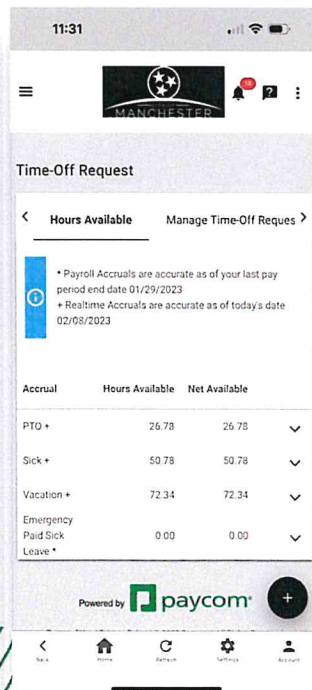 11:31
18
?
MANCHESTER
Time-Off Request
Hours Available Manage Time-Off Reques
* Payroll Accruals are accurate as of your last pay
period end date 01/29/2023
+ Realtime Accruals are accurate as of today's date
02/08/2023
Accrual Hours Available Net Available
PTO + 26.78 26.78
Sick + 50.78 50.78
Vacation + 72.34 72.34
Emergency
Paid Sick 0.00 0.00
Leave *
Powered by paycom
+
Back Home Refresh Settings Account